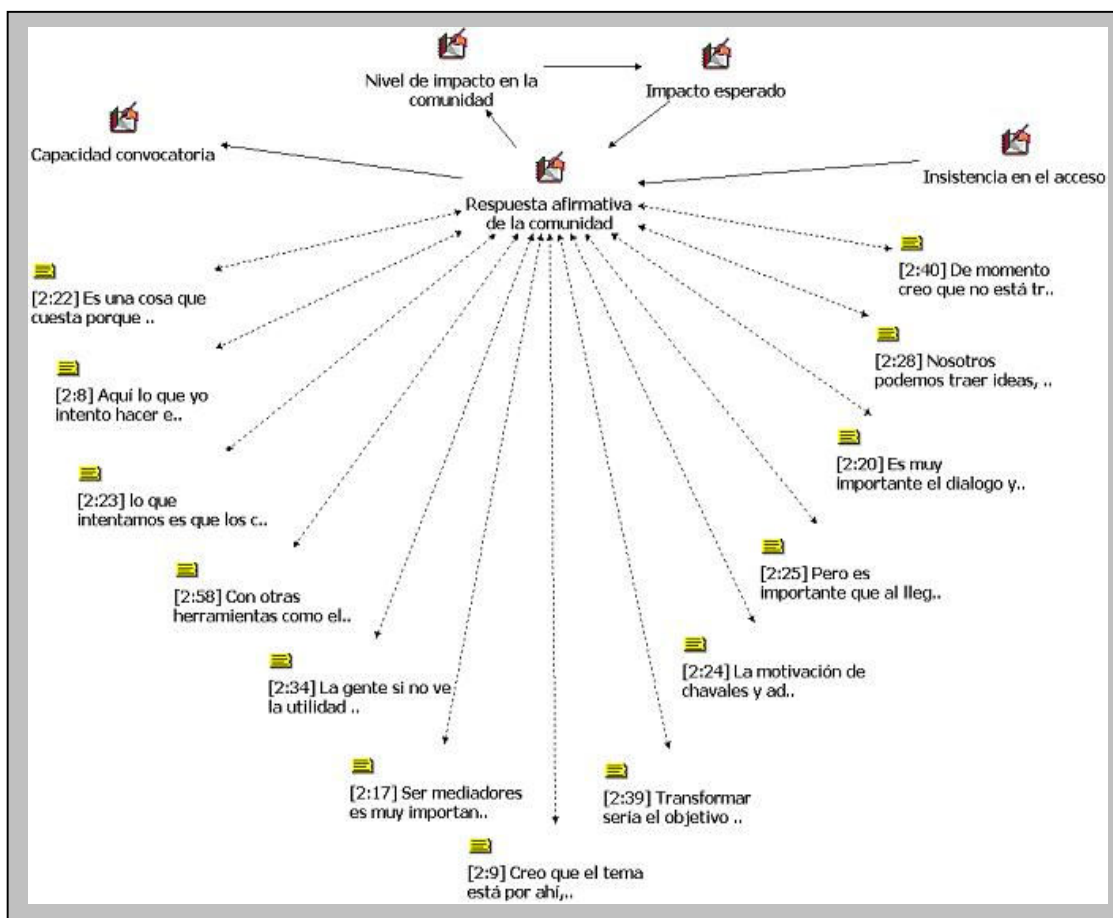 Nivel de impacto en la
comunidad
Impacto esperado
Capacidad convocatoria
Insistencia en el acceso
Respuesta afirmativa
de la comunidad
[2:22] Es una cosa que
cuesta porque ..
[2:40] De momento
creo que no está tr..
[2:8] Aquí lo que yo
intento hacer e..
[2:28] Nosotros
podemos traer ideas, ..
[2:23] lo que
intentamos es que los c..
[2:20] Es muy
importante el dialogo y..
[2:58] Con otras
herramientas como el..
[2:25] Pero es
importante que al lleg..
[2:34] La gente si no ve
la utilidad ..
[2:24] La motivación de
chavales y ad..
[2:17] Ser mediadores
es muy importan..
[2:39] Transformar
seria el objetivo ..
[2:9] Creo que el tema
está por ahí,..